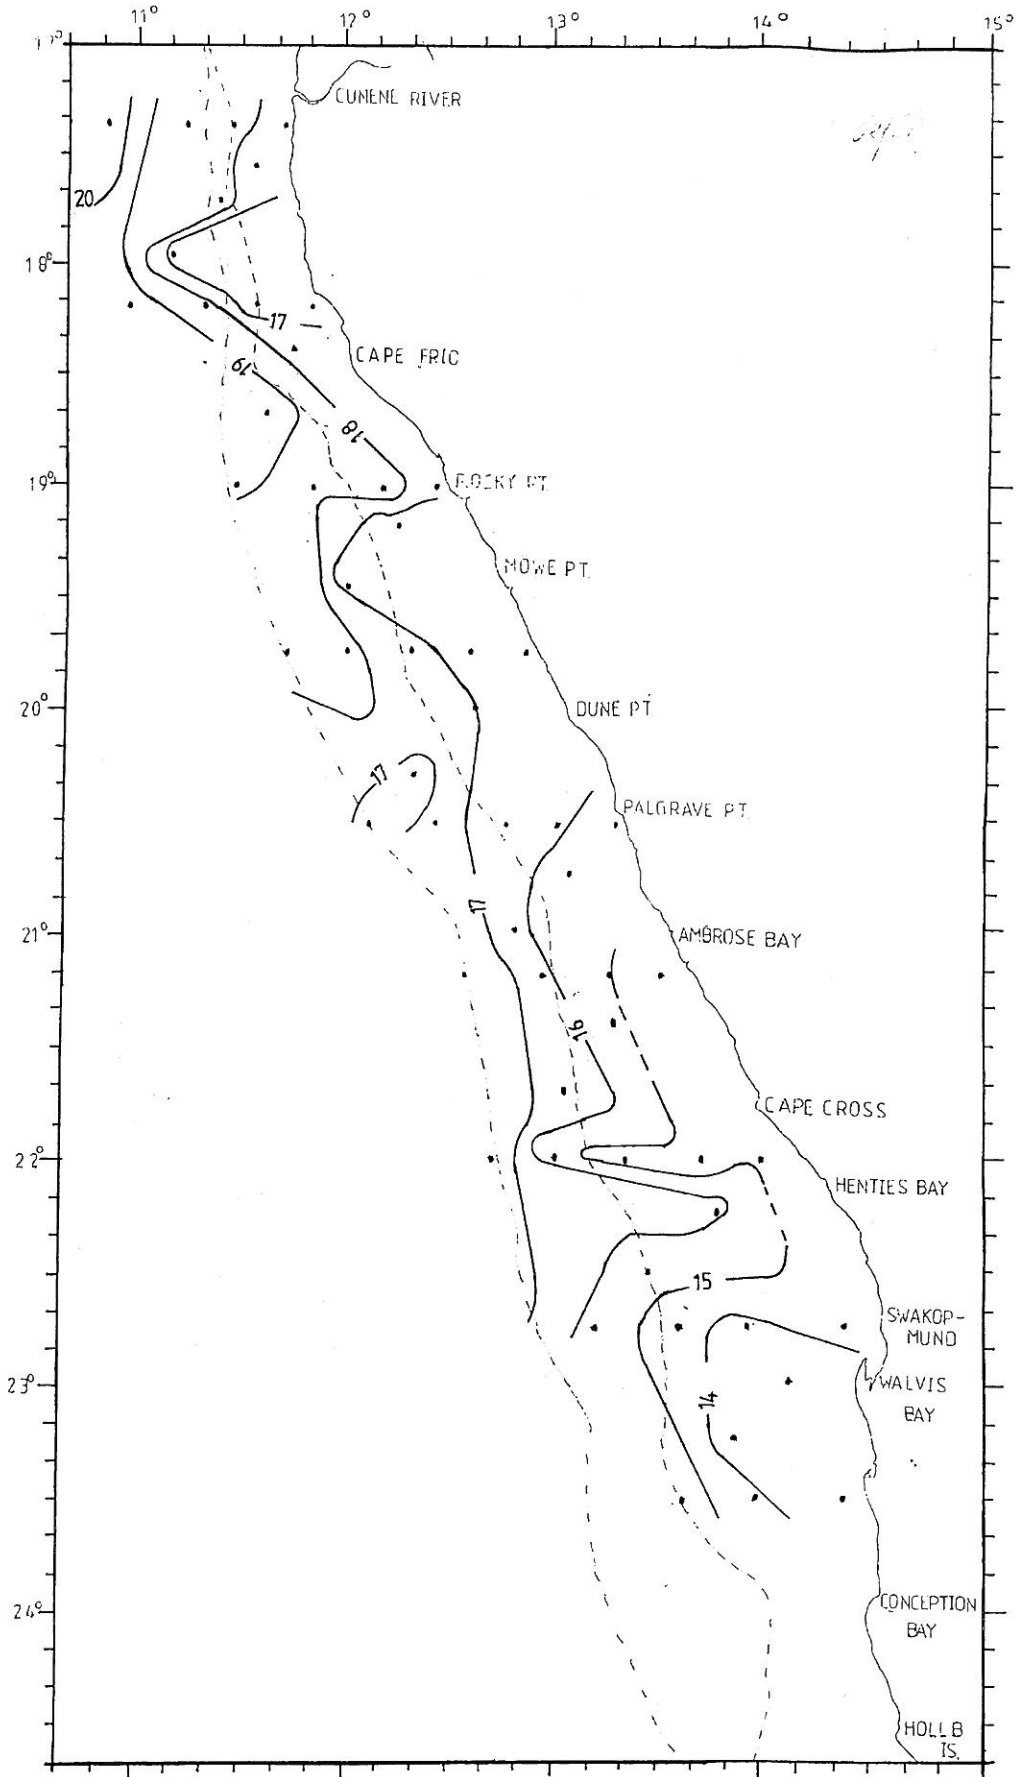 11° 12° 13° 14° 15°
17°
CUNENE RIVER
20
18°
17
CAPE FRIO
19
18
19°
ROCKY PT.
MOWE PT.
20°
DUNE PT
17
PALGRAVE PT.
17
21°
AMBROSE BAY
16
CAPE CROSS
22°
HENTIES BAY
15
SWAKOP-
MUND
23°
WALVIS
BAY
14
24°
CONCEPTION
BAY
HOLLB
IS.